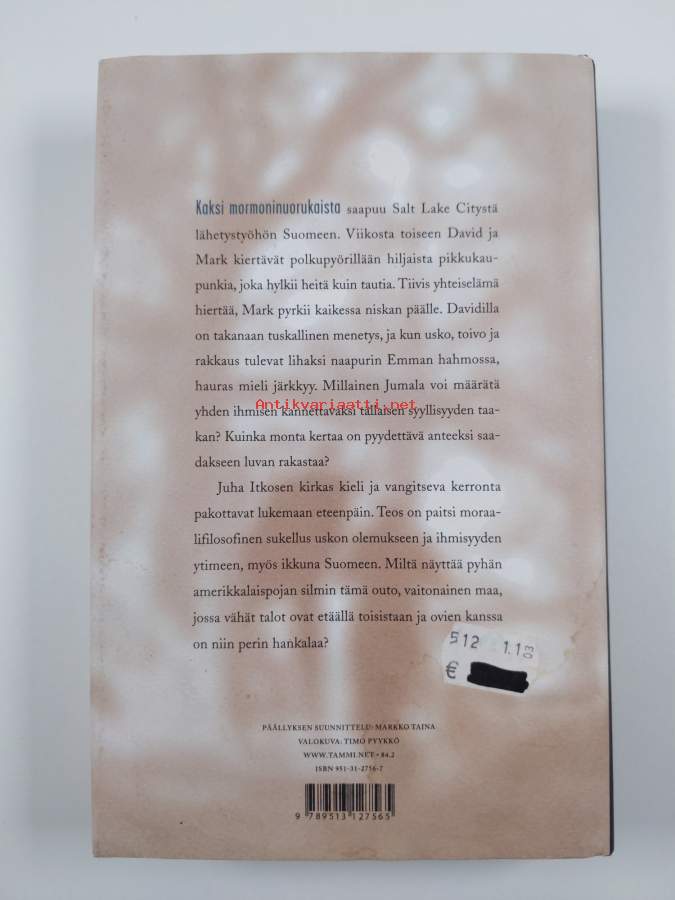 Kaksi mormoninuorukaista saapuu Salt Lake Citystä
lähetystyöhön Suomeen. Viikosta toiseen David ja
Mark kiertävät polkupyörillään hiljaista pikkukau-
punkia, joka hylkii heitä kuin tautia. Tiivis yhteiselämä
hiertää, Mark pyrkii kaikessa niskan päälle. Davidilla
on takanaan tuskallinen menetys, ja kun usko, toivo ja
rakkaus tulevat lihaksi naapurin Emman hahmossa,
hauras mieli järkkyy. Millainen Jumala voi määrätä
Antikvariaatti.net
yhden ihmisen kannettavaksi tällaisen syyllisyyden taa-
kan? Kuinka monta kertaa on pyydettävä anteeksi saa-
dakseen luvan rakastaa?
Juha Itkosen kirkas kieli ja vangitseva kerronta
pakottavat lukemaan eteenpäin. Teos on paitsi moraa-
lifilosofinen sukellus uskon olemukseen ja ihmisyyden
ytimeen, myös ikkuna Suomeen. Miltä näyttää pyhän
amerikkalaispojan silmin tämä outo, vaitonainen maa,
jossa vähät talot ovat etäällä toisistaan ja ovien kanssa
on niin perin hankalaa?
512 1.1 03
€
PÄÄLLYKSEN SUUNNITTELU: MARKKO TAINA
VALOKUVA: TIMO PYYKKÖ
WWW.TAMMI.NET • 84.2
ISBN 951-31-2756-7
9 789513 127565